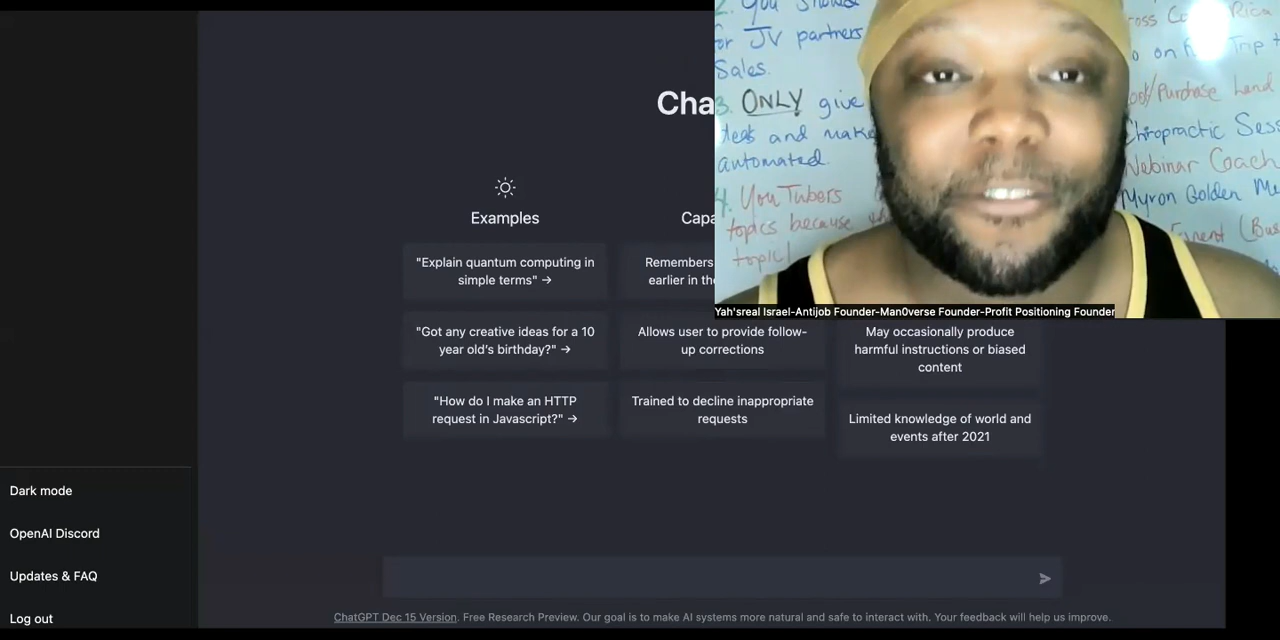 Cha
Examples
Capa
"Explain quantum computing in
simple terms" →
Remembers
earlier in the
"Got any creative ideas for a 10
year old's birthday?" →
Allows user to provide follow-
up corrections
May occasionally produce
harmful instructions or biased
content
"How do I make an HTTP
request in Javascript?" →
Trained to decline inappropriate
requests
Limited knowledge of world and
events after 2021
2. You Should
for JV partners
Sales.
3. ONLY give
and make
automated.
4. YouTubers
topics because
topic!
Rica
on Trip
/Purchase Land
Chiropractic Sess
Webinar Coach
Myron Golden
Yah'sreal Israel-Antijob Founder-Man0verse Founder-Profit Positioning Founder
Dark mode
OpenAI Discord
Updates & FAQ
Log out
ChatGPT Dec 15 Version. Free Research Preview. Our goal is to make AI systems more natural and safe to interact with. Your feedback will help us improve.